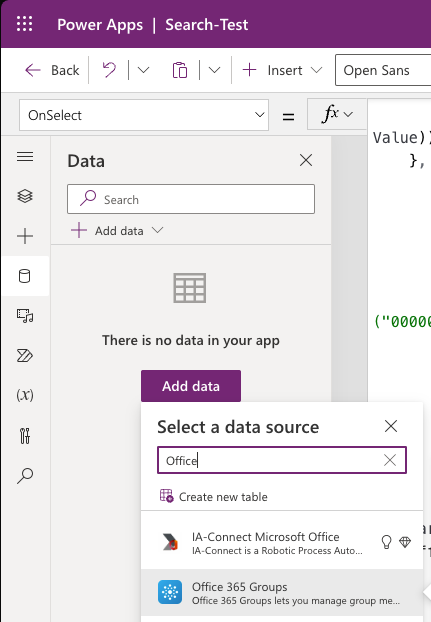 Power Apps | Search-Test
Back
Insert
Open Sans
OnSelect
=
fx
Value))
},
Data
Search
Add data
There is no data in your app
("0000
(x)
Add data
Select a data source
Office
Create new table
IA-Connect Microsoft Office
IA-Connect is a Robotic Process Auto...
Office 365 Groups
Office 365 Groups lets you manage group me...